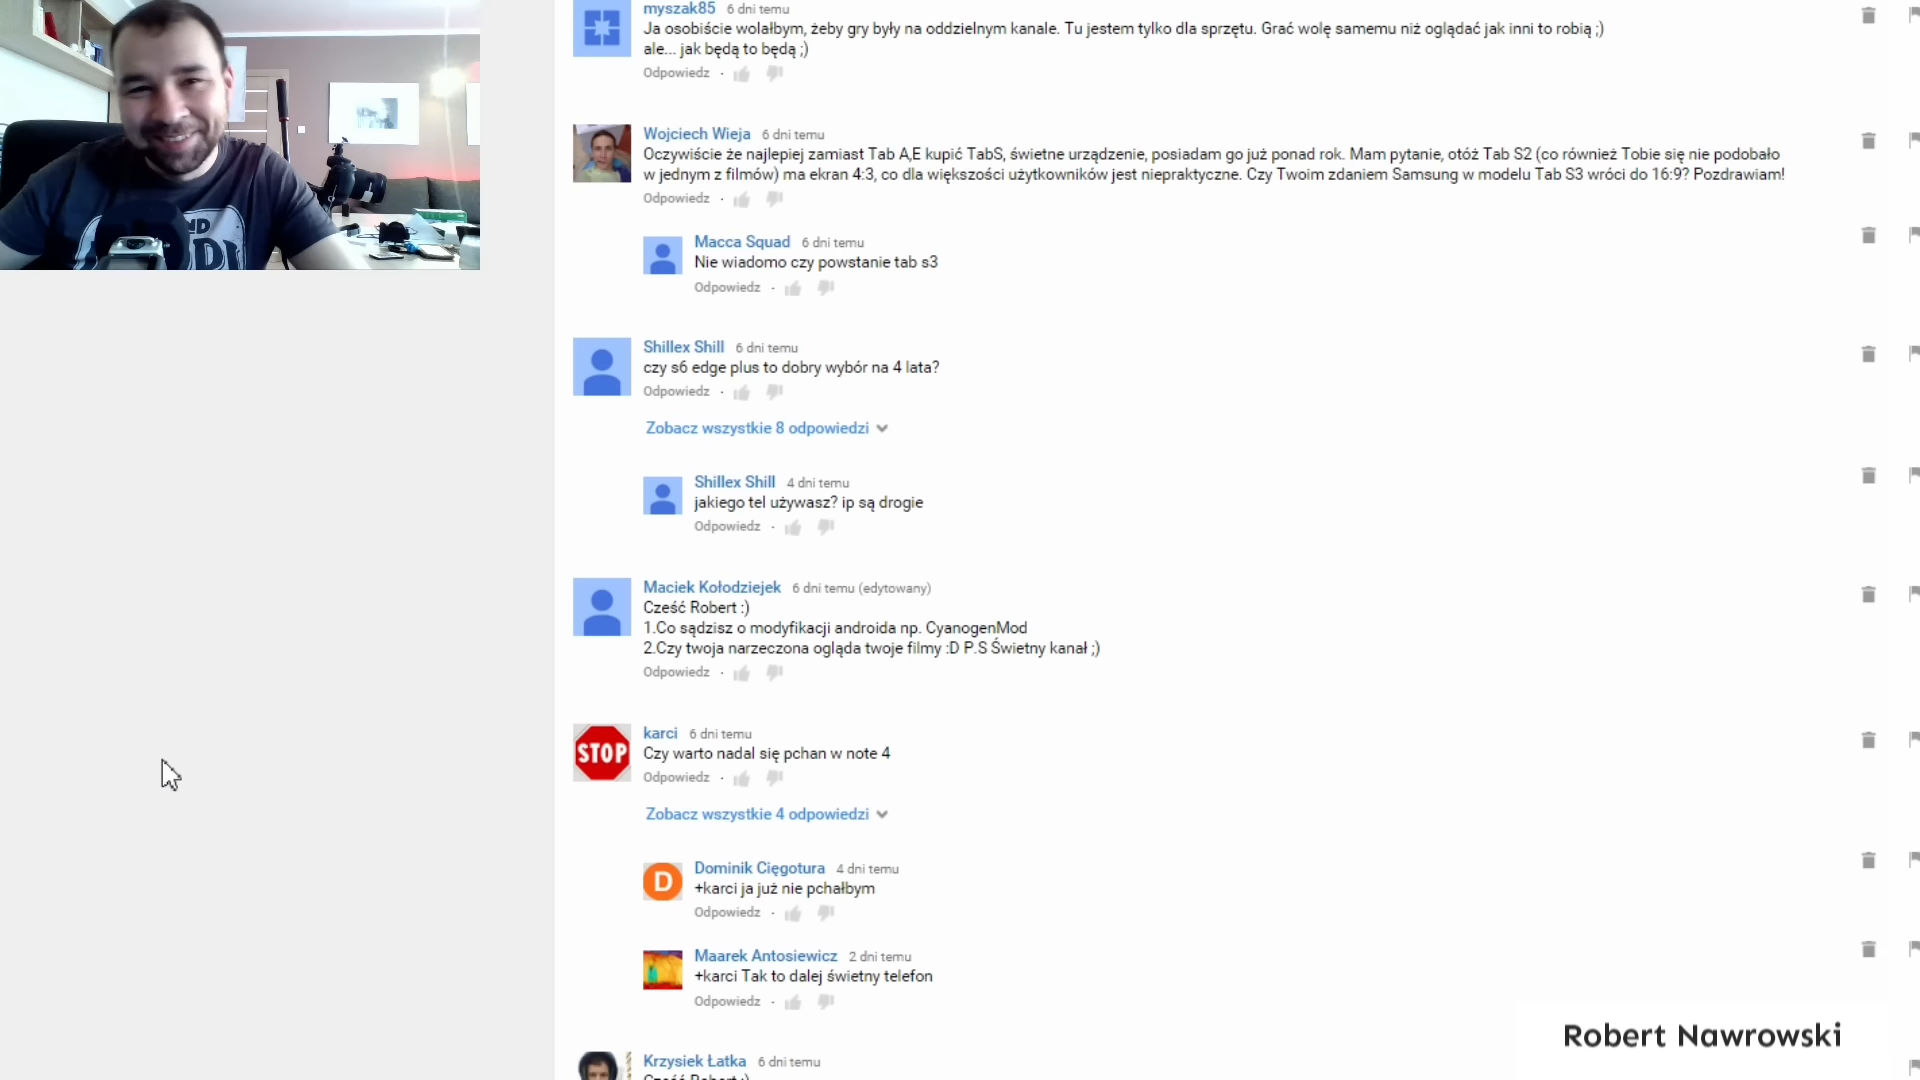 myszak85 6 dni temu
Ja osobiście wolałbym, żeby gry były na oddzielnym kanale. Tu jestem tylko dla sprzętu. Grać wolę samemu niż oglądać jak inni to robią ;)
ale... jak będą to będą ;)
Odpowiedz ·
Wojciech Wieja 6 dni temu
Oczywiście że najlepiej zamiast Tab A,E kupić TabS, świetne urządzenie, posiadam go już ponad rok. Mam pytanie, otóż Tab S2 (co również Tobie się nie podobało
w jednym z filmów) ma ekran 4:3, co dla większości użytkowników jest niepraktyczne. Czy Twoim zdaniem Samsung w modelu Tab S3 wróci do 16:9? Pozdrawiam!
Odpowiedz ·
Macca Squad 6 dni temu
Nie wiadomo czy powstanie tab s3
Odpowiedz ·
Shillex Shill 6 dni temu
czy s6 edge plus to dobry wybór na 4 lata?
Odpowiedz ·
Zobacz wszystkie 8 odpowiedzi
Shillex Shill 4 dni temu
jakiego tel używasz? ip są drogie
Odpowiedz ·
Maciek Kołodziejek 6 dni temu (edytowany)
Cześć Robert :)
1.Co sądzisz o modyfikacji androida np. CyanogenMod
2.Czy twoja narzeczona ogląda twoje filmy :D P.S Świetny kanał ;)
Odpowiedz ·
STOP
karci 6 dni temu
Czy warto nadal się pchan w note 4
Odpowiedz ·
Zobacz wszystkie 4 odpowiedzi
D
Dominik Cięgotura 4 dni temu
+karci ja już nie pchałbym
Odpowiedz ·
Maarek Antosiewicz 2 dni temu
+karci Tak to dalej świetny telefon
Odpowiedz ·
Krzysiek Łatka 6 dni temu
Cześć Robert :)
Robert Nawrowski